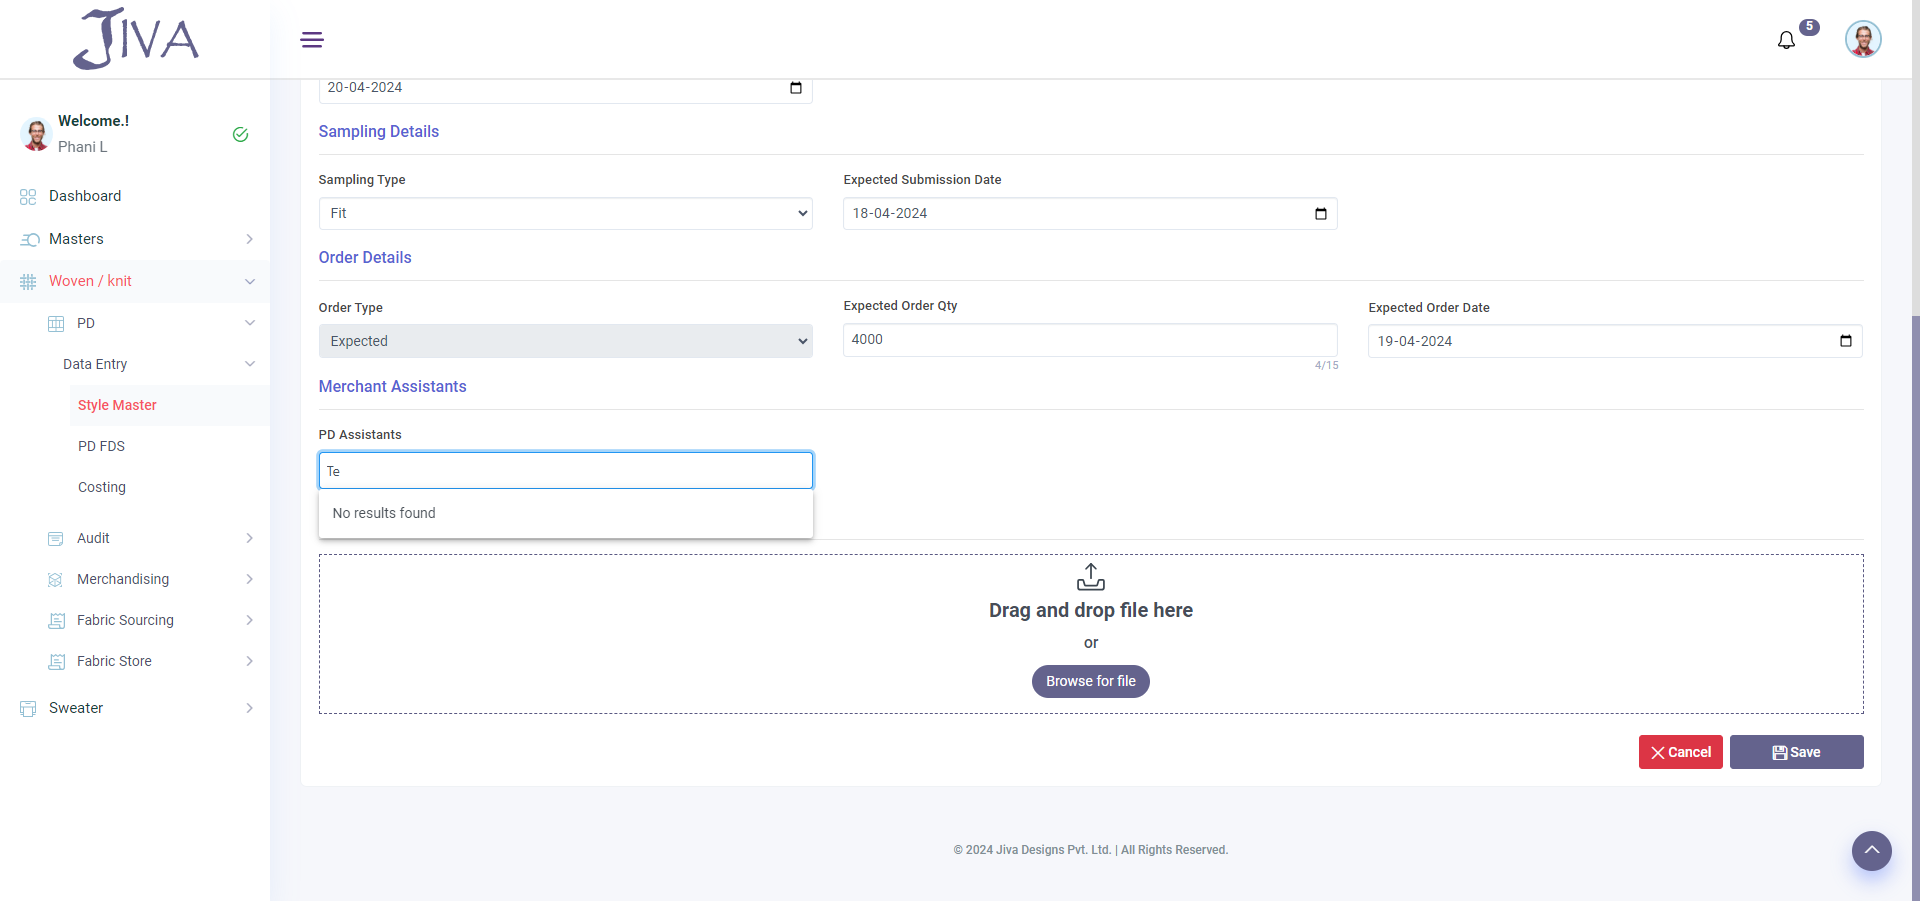 JIVA
5
Welcome.!
Phani L
Dashboard
Masters
Woven / knit
PD
Data Entry
Style Master
PD FDS
Costing
Audit
Merchandising
Fabric Sourcing
Fabric Store
Sweater
20-04-2024
Sampling Details
Sampling Type
Expected Submission Date
Fit
18-04-2024
Order Details
Order Type
Expected Order Qty
Expected Order Date
Expected
4000
19-04-2024
4/15
Merchant Assistants
PD Assistants
Te
No results found
Drag and drop file here
or
Browse for file
Cancel
Save
© 2024 Jiva Designs Pvt. Ltd. | All Rights Reserved.